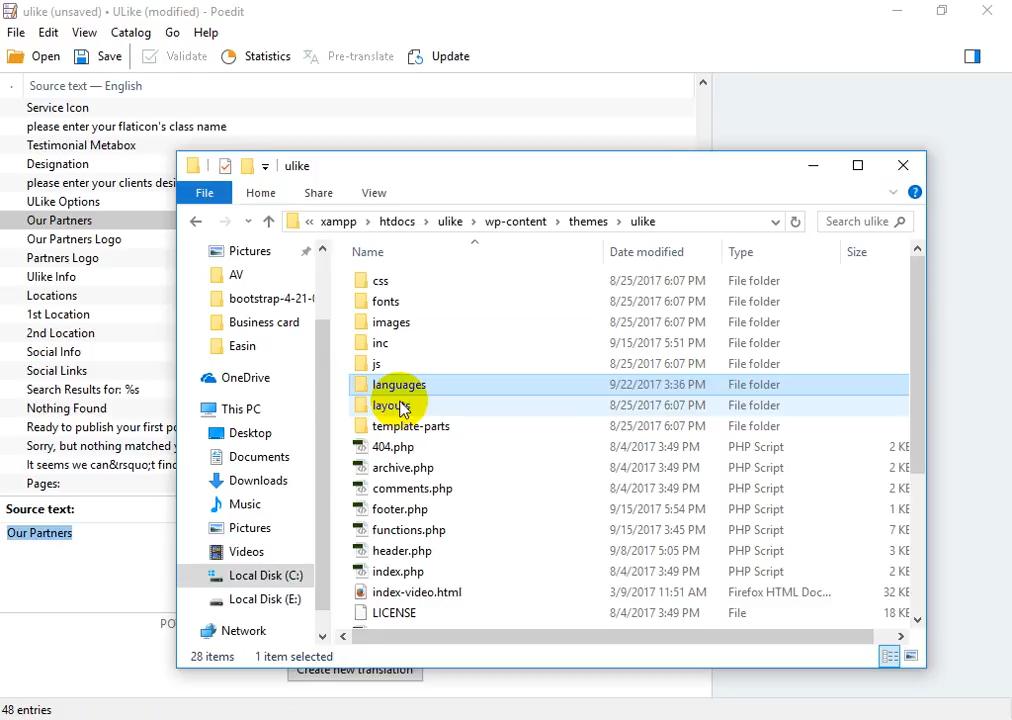 ulike (unsaved) • ULike (modified) - Poedit
File Edit View Catalog Go Help
Open Save Validate Statistics Pre-translate Update
Source text — English
Service Icon
please enter your flaticon's class name
Testimonial Metabox
Designation
please enter your clients desi
ULike Options
Our Partners
Our Partners Logo
Partners Logo
Ulike Info
Locations
1st Location
2nd Location
Social Info
Social Links
Search Results for: %s
Nothing Found
Ready to publish your first po
Sorry, but nothing matched y
It seems we can&rsquo;t find
Pages:
Source text:
Our Partners
PO
Create new translation
48 entries
ulike
File Home Share View
« xampp › htdocs › ulike › wp-content › themes › ulike
Search ulike
Pictures
AV
bootstrap-4-21-0
Business card
Easin
OneDrive
This PC
Desktop
Documents
Downloads
Music
Pictures
Videos
Local Disk (C:)
Local Disk (E:)
Network
Name Date modified Type Size
css 8/25/2017 6:07 PM File folder
fonts 8/25/2017 6:07 PM File folder
images 8/25/2017 6:07 PM File folder
inc 9/15/2017 5:51 PM File folder
js 8/25/2017 6:07 PM File folder
languages 9/22/2017 3:36 PM File folder
layouts 8/25/2017 6:07 PM File folder
template-parts 8/25/2017 6:07 PM File folder
404.php 8/4/2017 3:49 PM PHP Script 2 KB
archive.php 8/4/2017 3:49 PM PHP Script 2 KB
comments.php 8/4/2017 3:49 PM PHP Script 2 KB
footer.php 9/15/2017 5:54 PM PHP Script 1 KB
functions.php 9/15/2017 3:45 PM PHP Script 7 KB
header.php 9/8/2017 5:05 PM PHP Script 3 KB
index.php 8/4/2017 3:49 PM PHP Script 2 KB
index-video.html 3/9/2017 11:51 AM Firefox HTML Doc... 32 KB
LICENSE 8/4/2017 3:49 PM File 18 KB
28 items 1 item selected